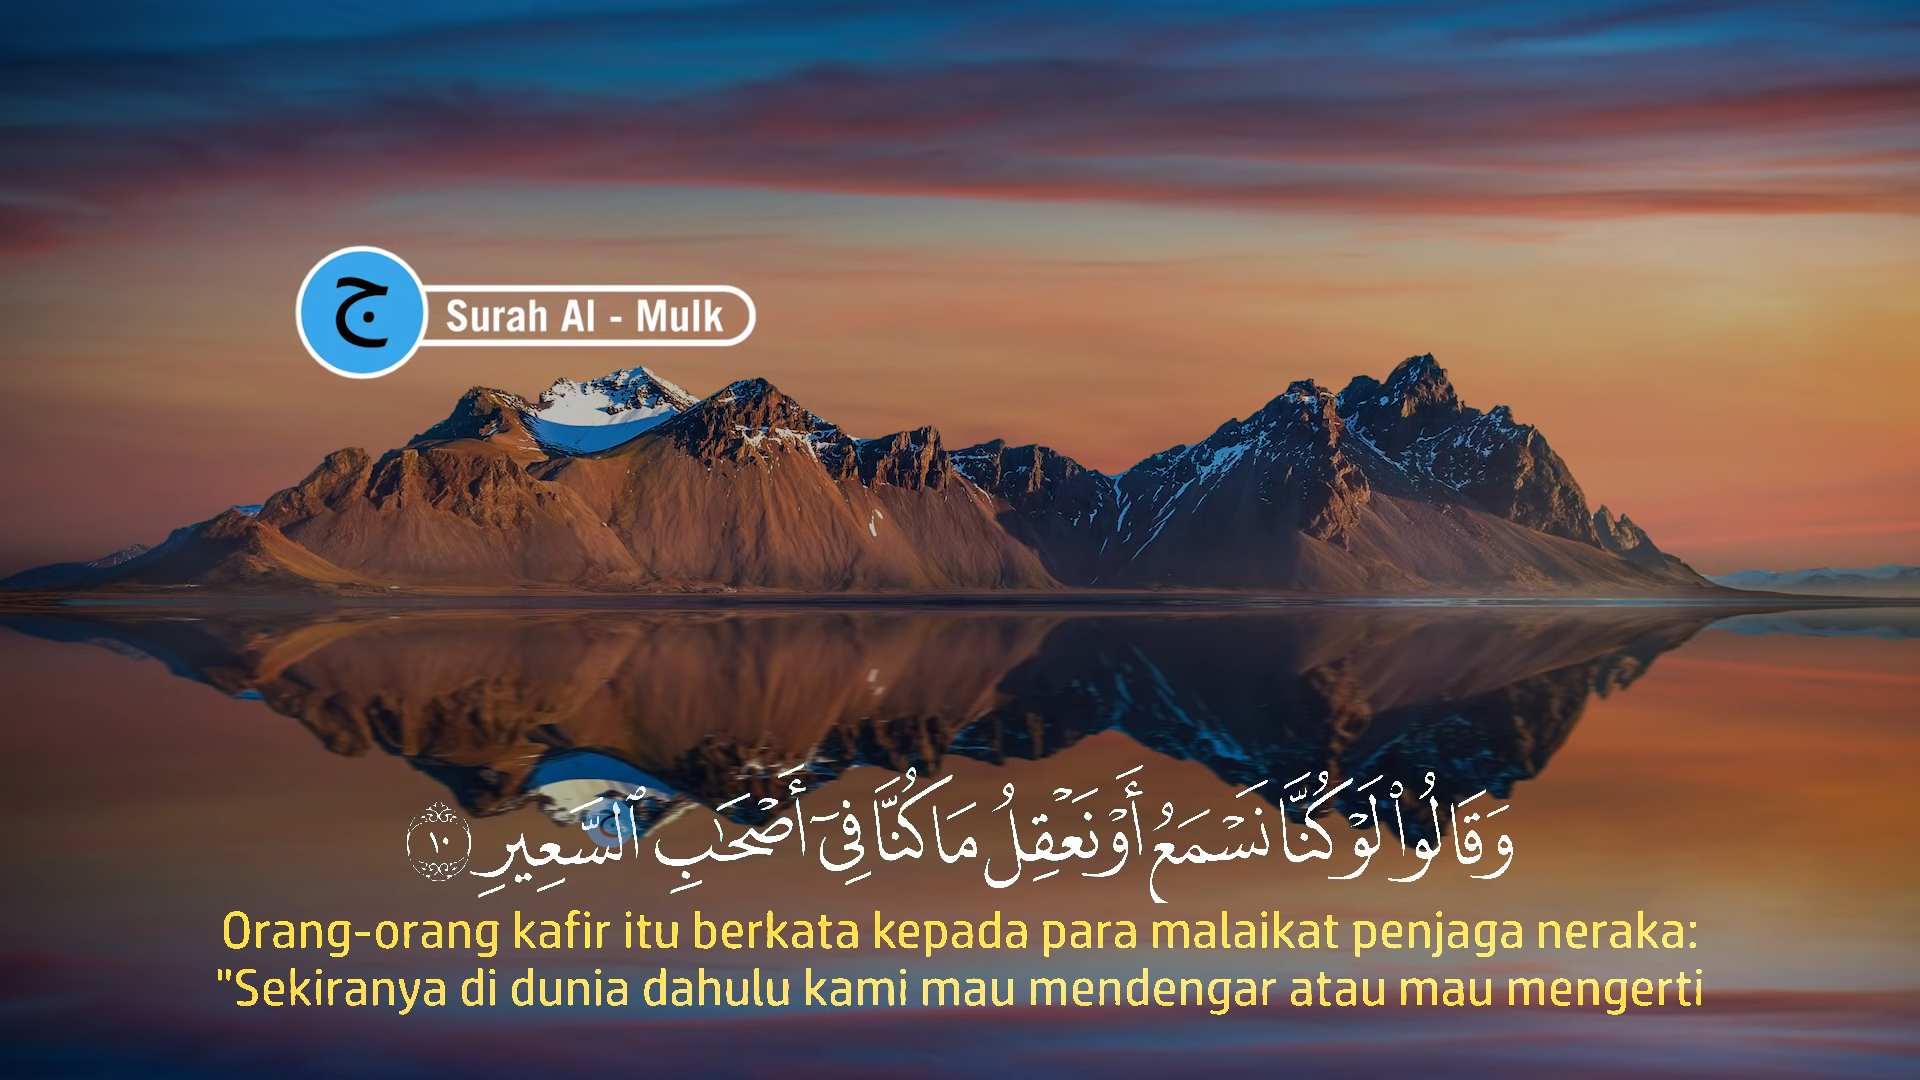 ج
Surah Al - Mulk
وَقَالُوا۟ لَوْ كُنَّا نَسْمَعُ أَوْ نَعْقِلُ مَا كُنَّا فِىٓ أَصْحَٰبِ ٱلسَّعِيرِ ١٠
Orang-orang kafir itu berkata kepada para malaikat penjaga neraka:
"Sekiranya di dunia dahulu kami mau mendengar atau mau mengerti